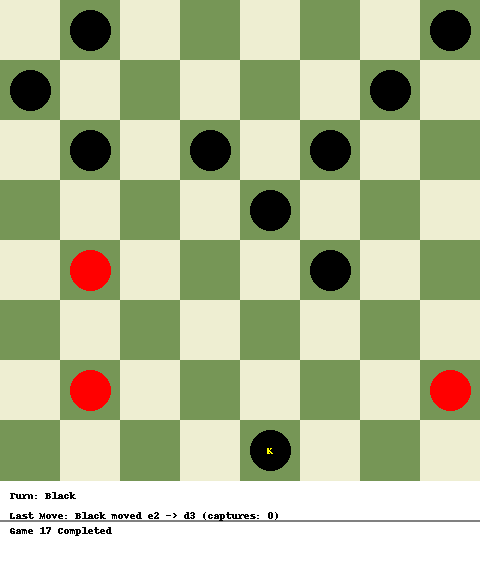 K
Turn: Black
Last Move: Black moved e2 -> d3 (captures: 0)
Game 17 Completed